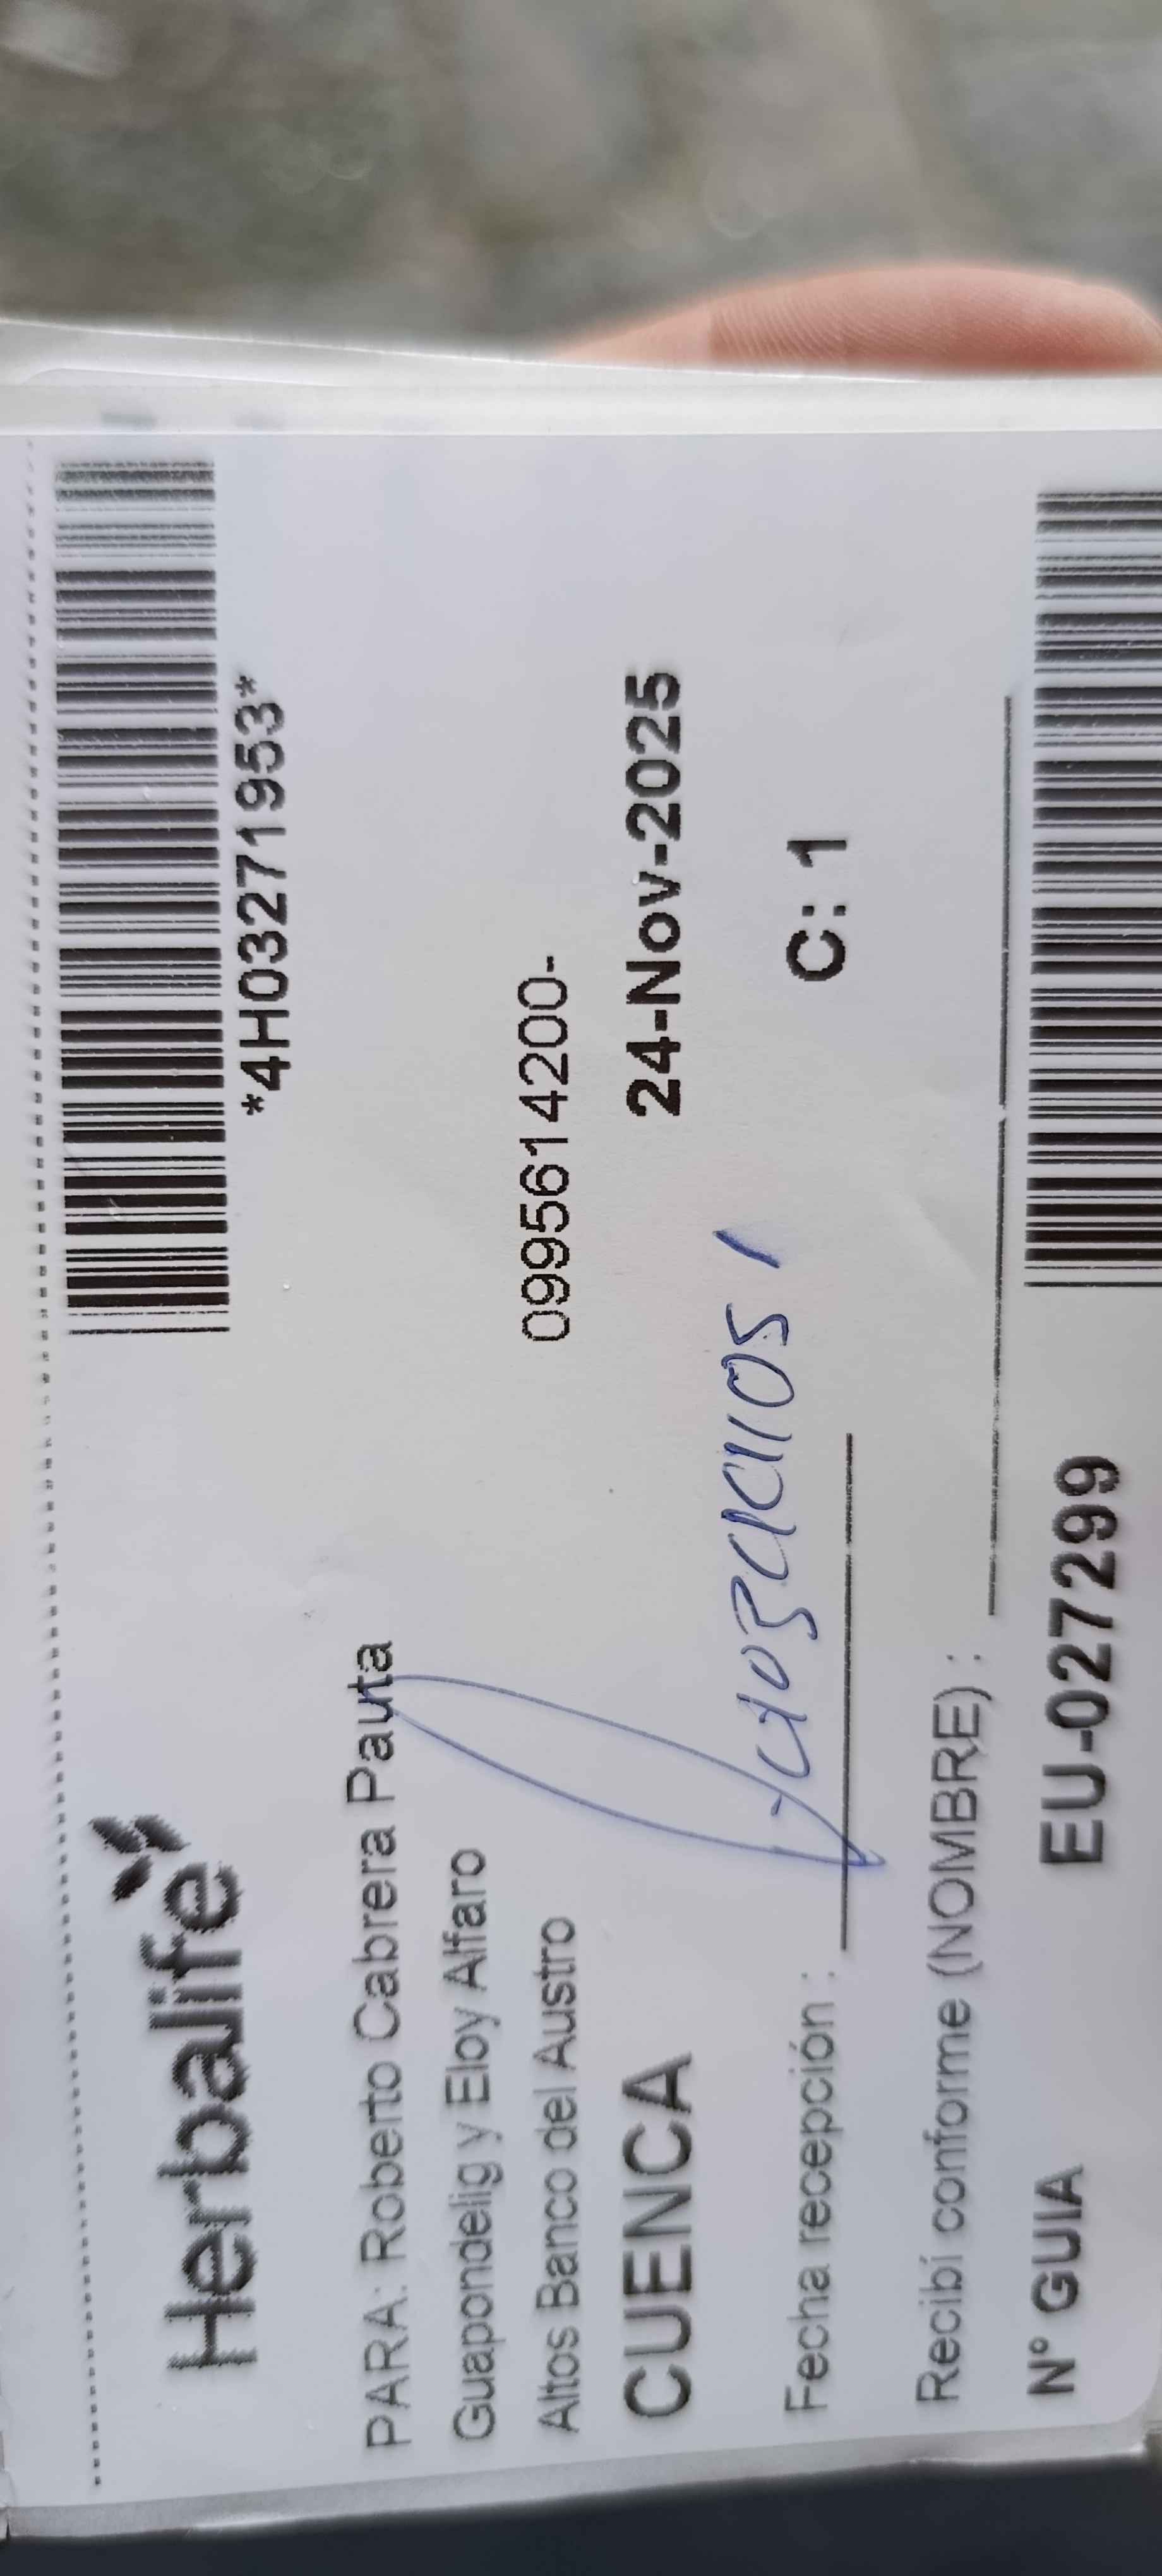 *4H03271953*
Herbalife
PARA: Roberto Cabrera Pauta
Guapondelig y Eloy Alfaro
Altos Banco del Austro 0995614200-
CUENCA 24-Nov-2025
Fecha recepción : C: 1
Recibí conforme (NOMBRE) :
N° GUIA EU-027299